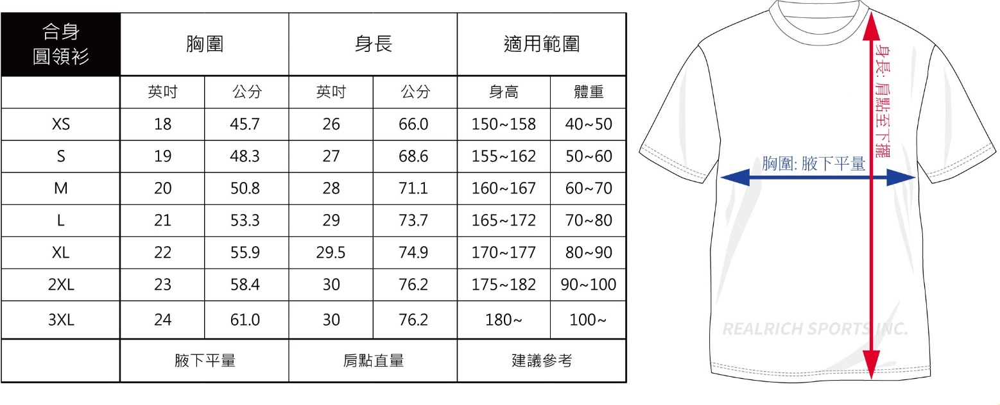 合身
圓領衫
胸圍 身長 適用範圍
英吋 公分 英吋 公分 身高 體重
XS 18 45.7 26 66.0 150~158 40~50
S 19 48.3 27 68.6 155~162 50~60
M 20 50.8 28 71.1 160~167 60~70
L 21 53.3 29 73.7 165~172 70~80
XL 22 55.9 29.5 74.9 170~177 80~90
2XL 23 58.4 30 76.2 175~182 90~100
3XL 24 61.0 30 76.2 180~ 100~
腋下平量 肩點直量 建議參考
身長: 肩點至下擺
胸圍: 腋下平量
REALRICH SPORTS INC.